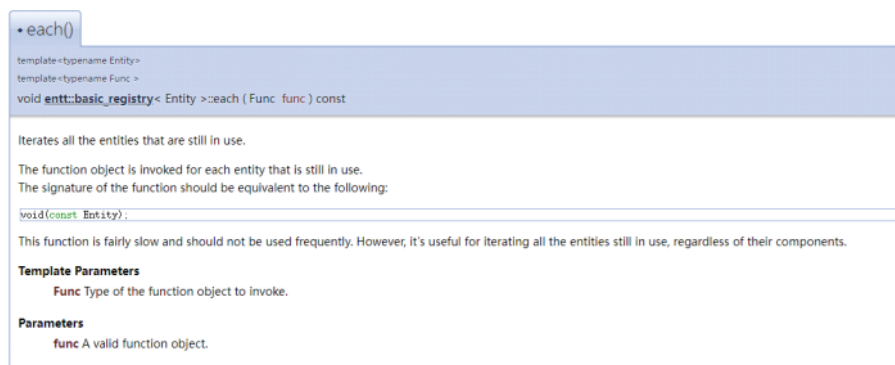 ◆ each()
template<typename Entity>
template<typename Func >
void entt::basic_registry< Entity >::each ( Func func ) const
Iterates all the entities that are still in use.
The function object is invoked for each entity that is still in use.
The signature of the function should be equivalent to the following:
void(const Entity);
This function is fairly slow and should not be used frequently. However, it's useful for iterating all the entities still in use, regardless of their components.
Template Parameters
Func Type of the function object to invoke.
Parameters
func A valid function object.